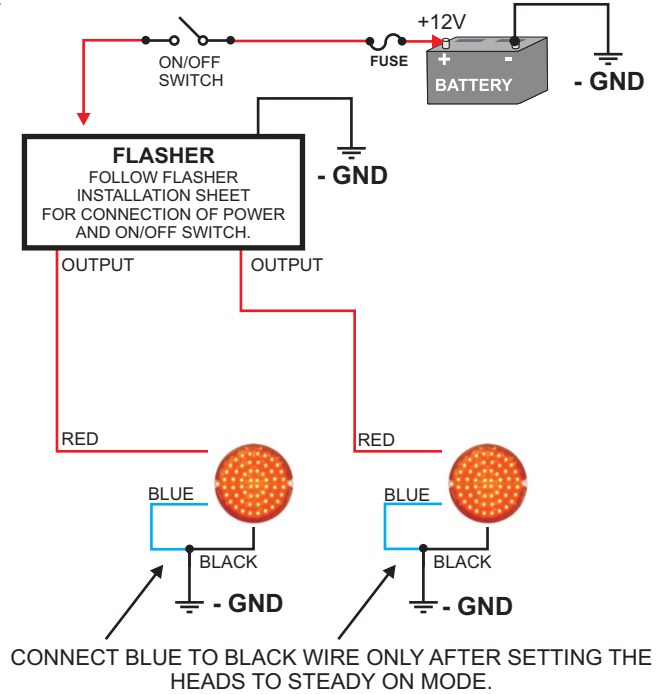 +12V
ON/OFF
SWITCH
FUSE
+ -
BATTERY
- GND
FLASHER
FOLLOW FLASHER
INSTALLATION SHEET
FOR CONNECTION OF POWER
AND ON/OFF SWITCH.
- GND
OUTPUT OUTPUT
RED RED
BLUE BLUE
BLACK BLACK
- GND - GND
CONNECT BLUE TO BLACK WIRE ONLY AFTER SETTING THE
HEADS TO STEADY ON MODE.